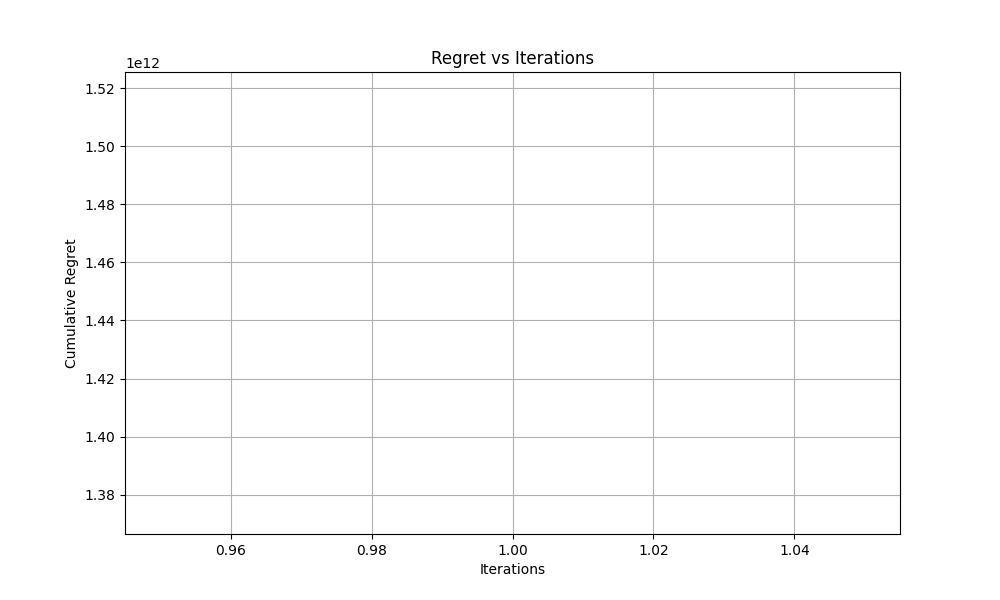 Regret vs Iterations
1e12
1.52
1.50
1.48
1.46
1.44
1.42
1.40
1.38
Cumulative Regret
0.96 0.98 1.00 1.02 1.04
Iterations